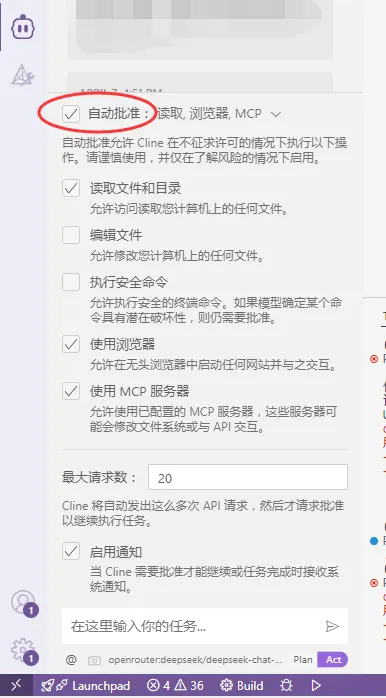 自动批准： 读取, 浏览器, MCP
自动批准允许 Cline 在不征求许可的情况下执行以下操
作。请谨慎使用，并仅在了解风险的情况下启用。
读取文件和目录
允许访问读取您计算机上的任何文件。
编辑文件
允许修改您计算机上的任何文件。
执行安全命令
允许执行安全的终端命令。如果模型确定某个命
令具有潜在破坏性，则仍需要批准。
使用浏览器
允许在无头浏览器中启动任何网站并与之交互。
使用 MCP 服务器
允许使用已配置的 MCP 服务器，这些服务器可
能会修改文件系统或与 API 交互。
最大请求数： 20
Cline 将自动发出这么多次 API 请求，然后才请求批准
以继续执行任务。
启用通知
当 Cline 需要批准才能继续或任务完成时接收系
统通知。
1
在这里输入你的任务...
1
@ openrouter:deepseek/deepseek-chat-... Plan Act
Launchpad 4 36 Build